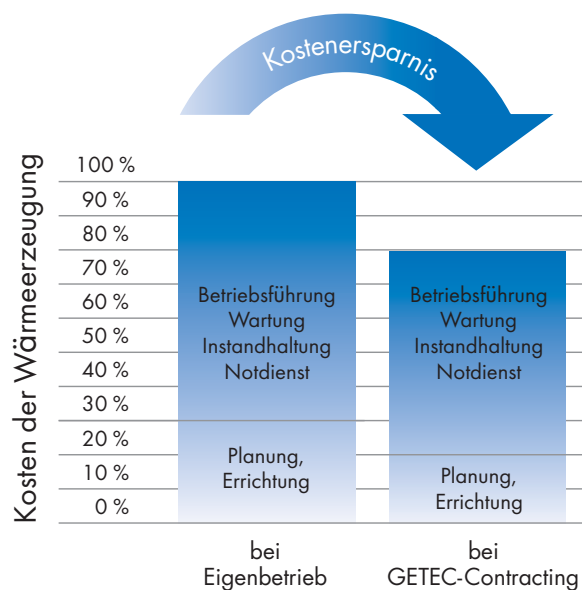 Kostenersparnis
Kosten der Wärmeerzeugung
100 %
90 %
80 %
70 %
60 %
50 %
40 %
30 %
20 %
10 %
0 %
Betriebsführung
Wartung
Instandhaltung
Notdienst
Planung,
Errichtung
Betriebsführung
Wartung
Instandhaltung
Notdienst
Planung,
Errichtung
bei
Eigenbetrieb
bei
GETEC-Contracting